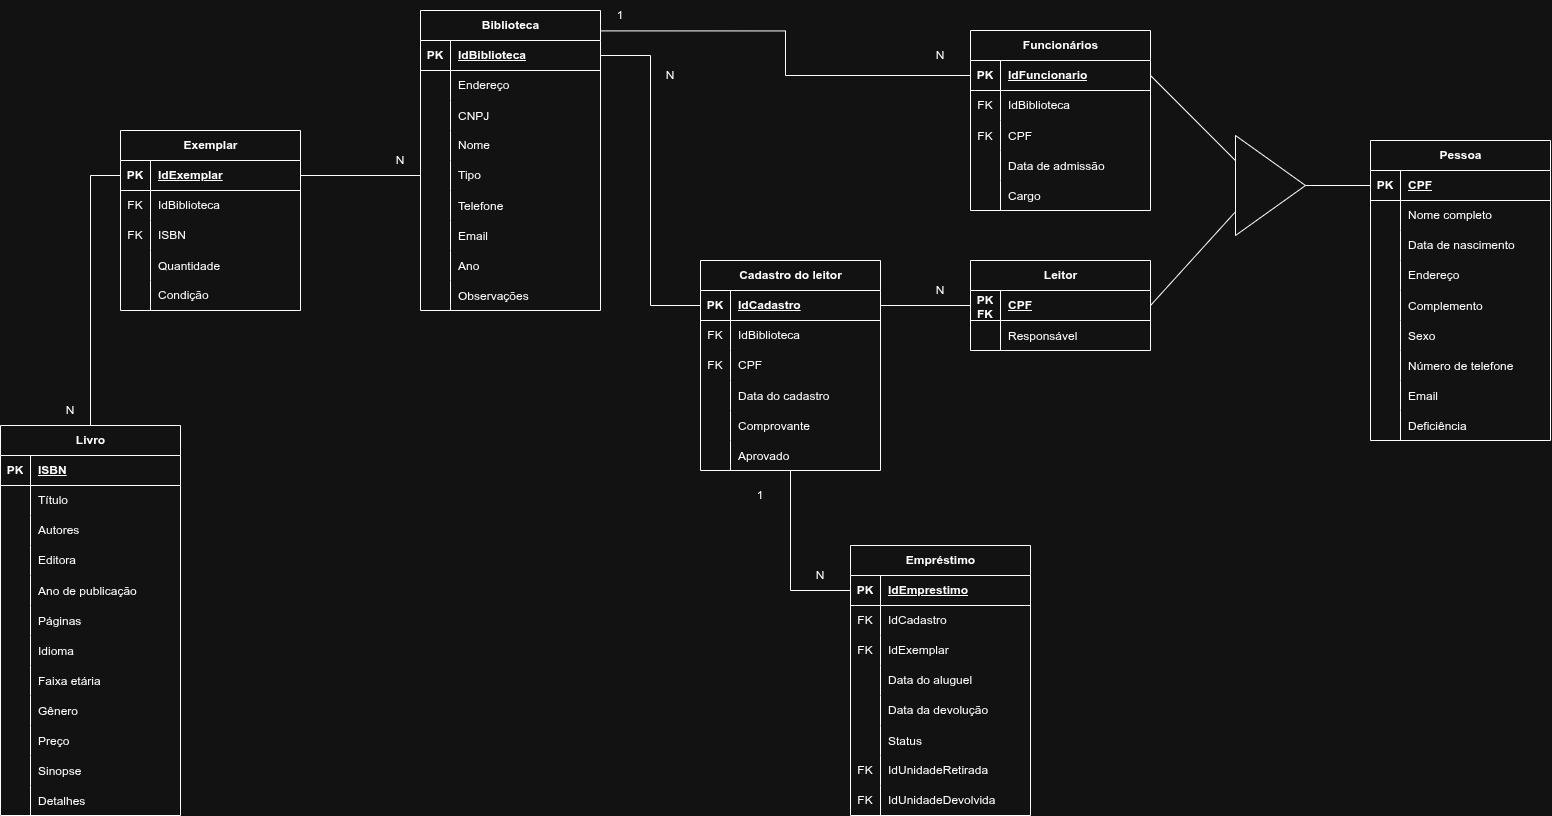 Biblioteca
PK IdBiblioteca
Endereço
CNPJ
Nome
Tipo
Telefone
Email
Ano
Observações
1
N
N
Funcionários
PK IdFuncionario
FK IdBiblioteca
FK CPF
Data de admissão
Cargo
Exemplar
PK IdExemplar
FK IdBiblioteca
FK ISBN
Quantidade
Condição
N
Pessoa
PK CPF
Nome completo
Data de nascimento
Endereço
Complemento
Sexo
Número de telefone
Email
Deficiência
Cadastro do leitor
PK IdCadastro
FK IdBiblioteca
FK CPF
Data do cadastro
Comprovante
Aprovado
N
Leitor
PK
FK CPF
Responsável
N
Livro
PK ISBN
Título
Autores
Editora
Ano de publicação
Páginas
Idioma
Faixa etária
Gênero
Preço
Sinopse
Detalhes
1
N
Empréstimo
PK IdEmprestimo
FK IdCadastro
FK IdExemplar
Data do aluguel
Data da devolução
Status
FK IdUnidadeRetirada
FK IdUnidadeDevolvida